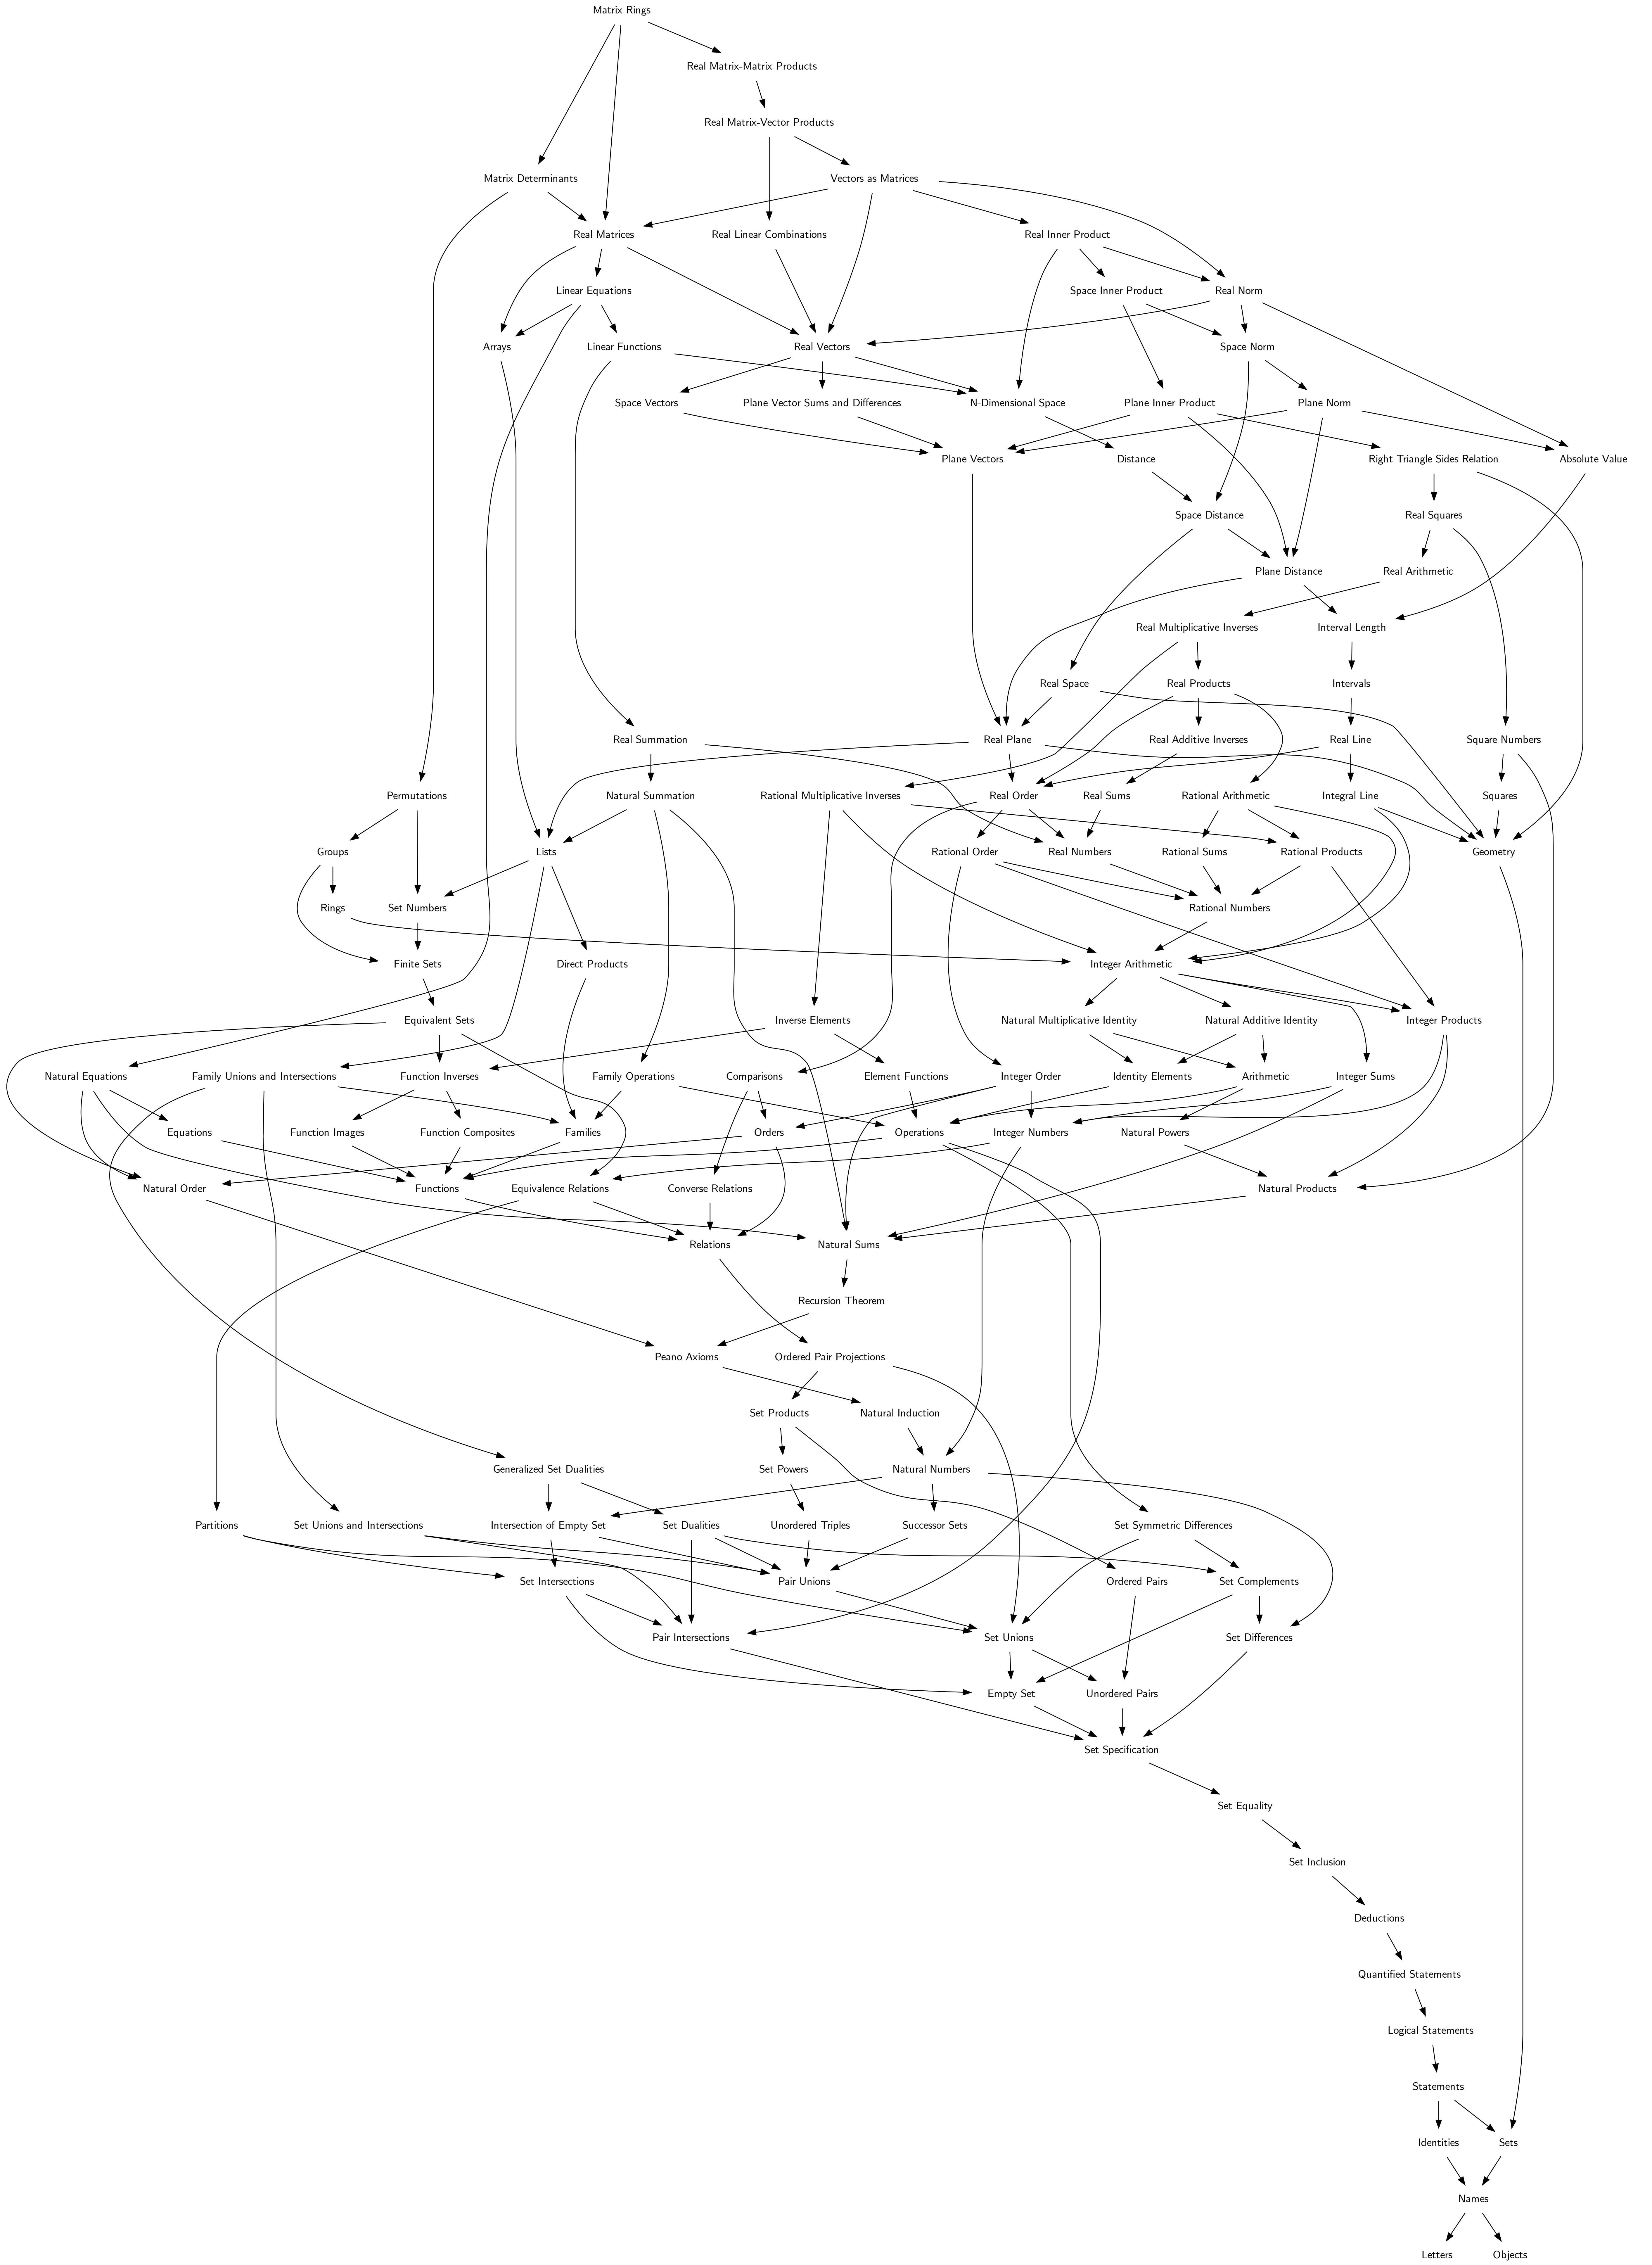 Matrix Rings
Real Matrix-Matrix Products
Real Matrix-Vector Products
Matrix Determinants
Vectors as Matrices
Real Matrices
Real Linear Combinations
Real Inner Product
Linear Equations
Space Inner Product
Real Norm
Arrays
Linear Functions
Real Vectors
Space Norm
Space Vectors
Plane Vector Sums and Differences
N-Dimensional Space
Plane Inner Product
Plane Norm
Plane Vectors
Distance
Right Triangle Sides Relation
Absolute Value
Space Distance
Real Squares
Plane Distance
Real Arithmetic
Real Multiplicative Inverses
Interval Length
Real Space
Real Products
Intervals
Real Summation
Real Plane
Real Additive Inverses
Real Line
Square Numbers
Permutations
Natural Summation
Rational Multiplicative Inverses
Real Order
Real Sums
Rational Arithmetic
Integral Line
Squares
Groups
Lists
Rational Order
Real Numbers
Rational Sums
Rational Products
Geometry
Rings
Set Numbers
Rational Numbers
Finite Sets
Direct Products
Integer Arithmetic
Equivalent Sets
Inverse Elements
Natural Multiplicative Identity
Natural Additive Identity
Integer Products
Natural Equations
Family Unions and Intersections
Function Inverses
Family Operations
Comparisons
Element Functions
Integer Order
Identity Elements
Arithmetic
Integer Sums
Equations
Function Images
Function Composites
Families
Orders
Operations
Integer Numbers
Natural Powers
Natural Order
Functions
Equivalence Relations
Converse Relations
Natural Products
Relations
Natural Sums
Recursion Theorem
Peano Axioms
Ordered Pair Projections
Set Products
Natural Induction
Generalized Set Dualities
Set Powers
Natural Numbers
Partitions
Set Unions and Intersections
Intersection of Empty Set
Set Dualities
Unordered Triples
Successor Sets
Set Symmetric Differences
Set Intersections
Pair Unions
Ordered Pairs
Set Complements
Pair Intersections
Set Unions
Set Differences
Empty Set
Unordered Pairs
Set Specification
Set Equality
Set Inclusion
Deductions
Quantified Statements
Logical Statements
Statements
Identities
Sets
Names
Letters
Objects